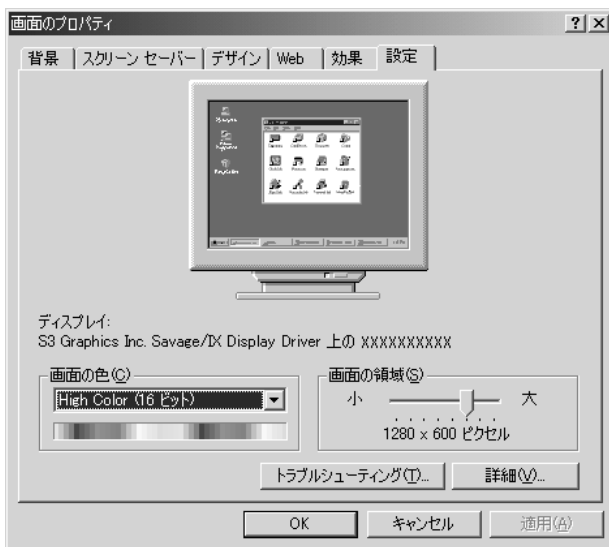 画面のプロパティ
背景 スクリーン セーバー デザイン Web 効果 設定
ディスプレイ:
S3 Graphics Inc. Savage/IX Display Driver 上の XXXXXXXXXX
画面の色(C)
High Color (16 ビット)
画面の領域(S)
小 大
1280 x 600 ピクセル
トラブルシューティング(T)... 詳細(V)...
OK キャンセル 適用(A)